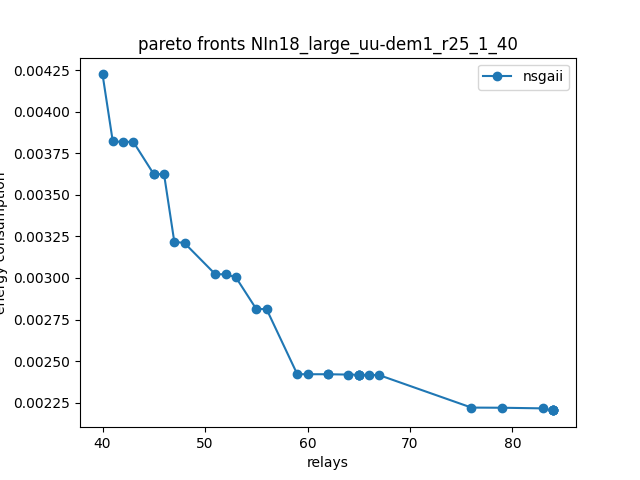 pareto fronts NIn18_large_uu-dem1_r25_1_40
nsgaii
0.00425
0.00400
0.00375
0.00350
0.00325
0.00300
0.00275
0.00250
0.00225
energy consumption
40 50 60 70 80
relays